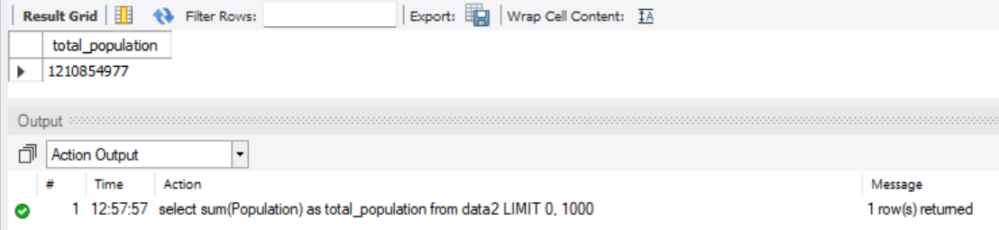 Result Grid Filter Rows: Export: Wrap Cell Content: IA
total_population
1210854977
Output
Action Output
# Time Action Message
1 12:57:57 select sum(Population) as total_population from data2 LIMIT 0, 1000 1 row(s) returned